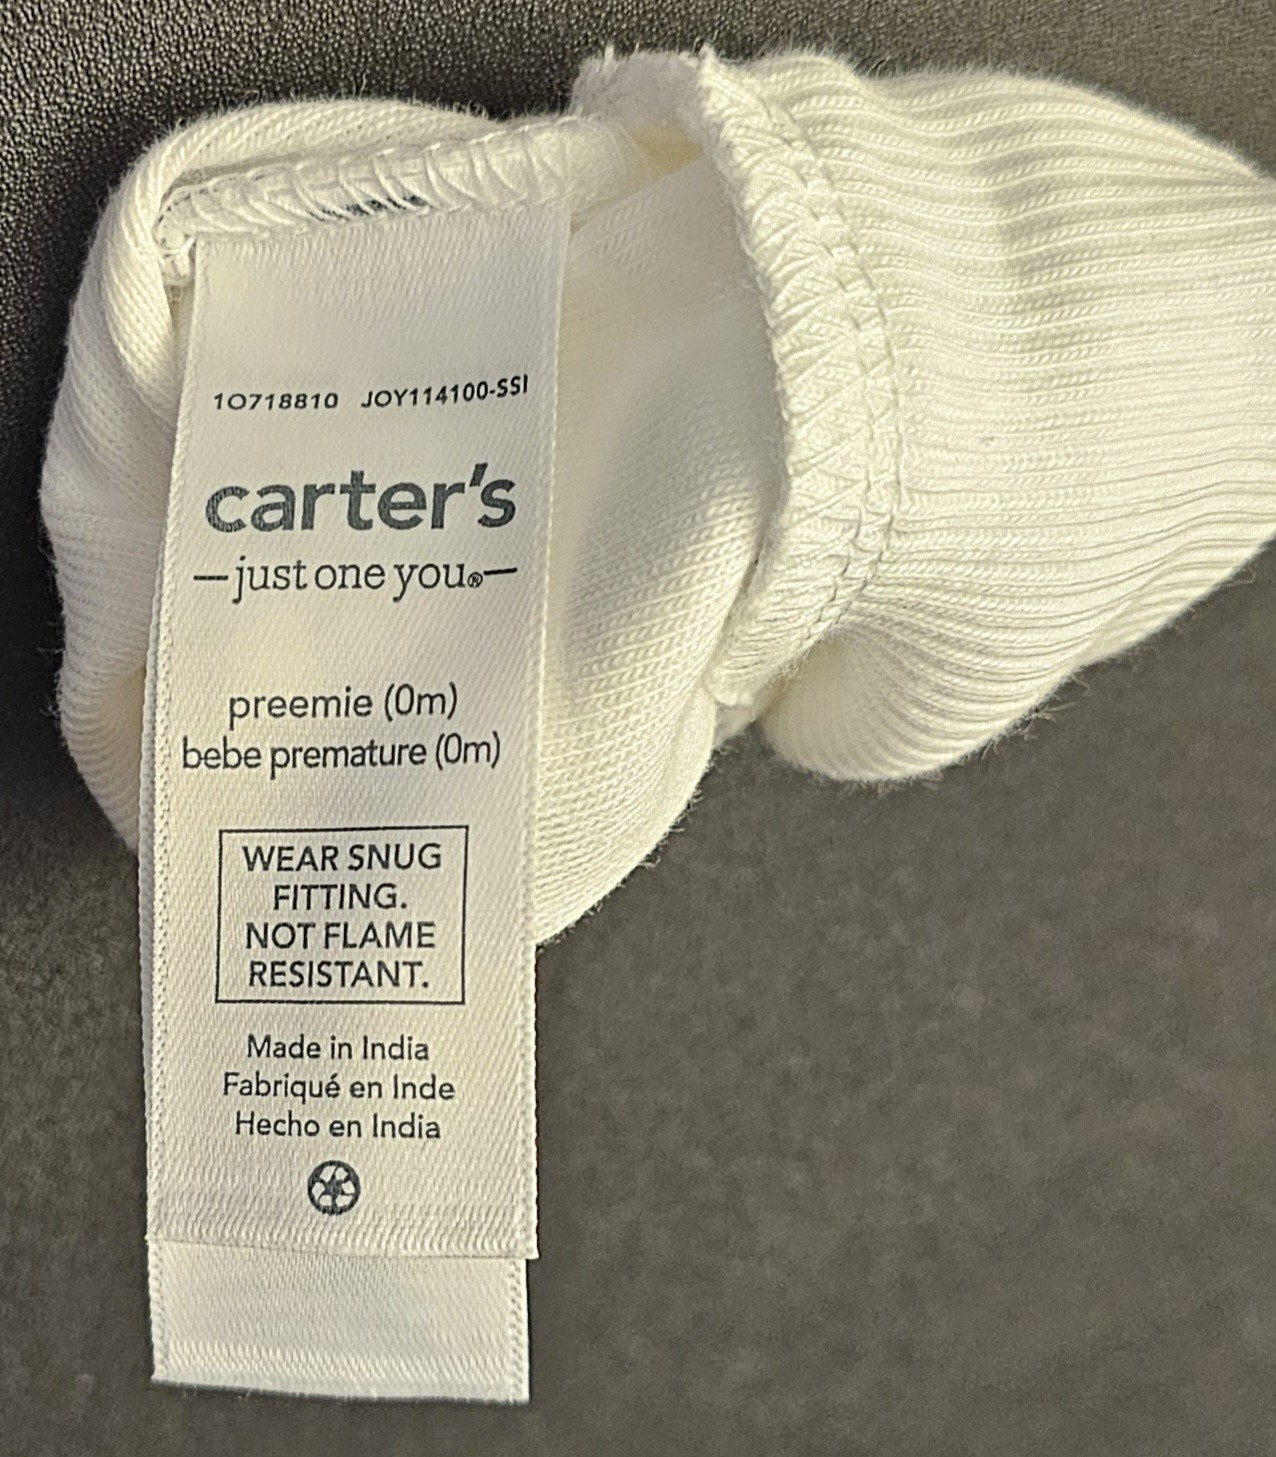 10718810 JOY114100-SSI
carter's
—just one you®—
preemie (0m)
bebe premature (0m)
WEAR SNUG
FITTING.
NOT FLAME
RESISTANT.
Made in India
Fabriqué en Inde
Hecho en India